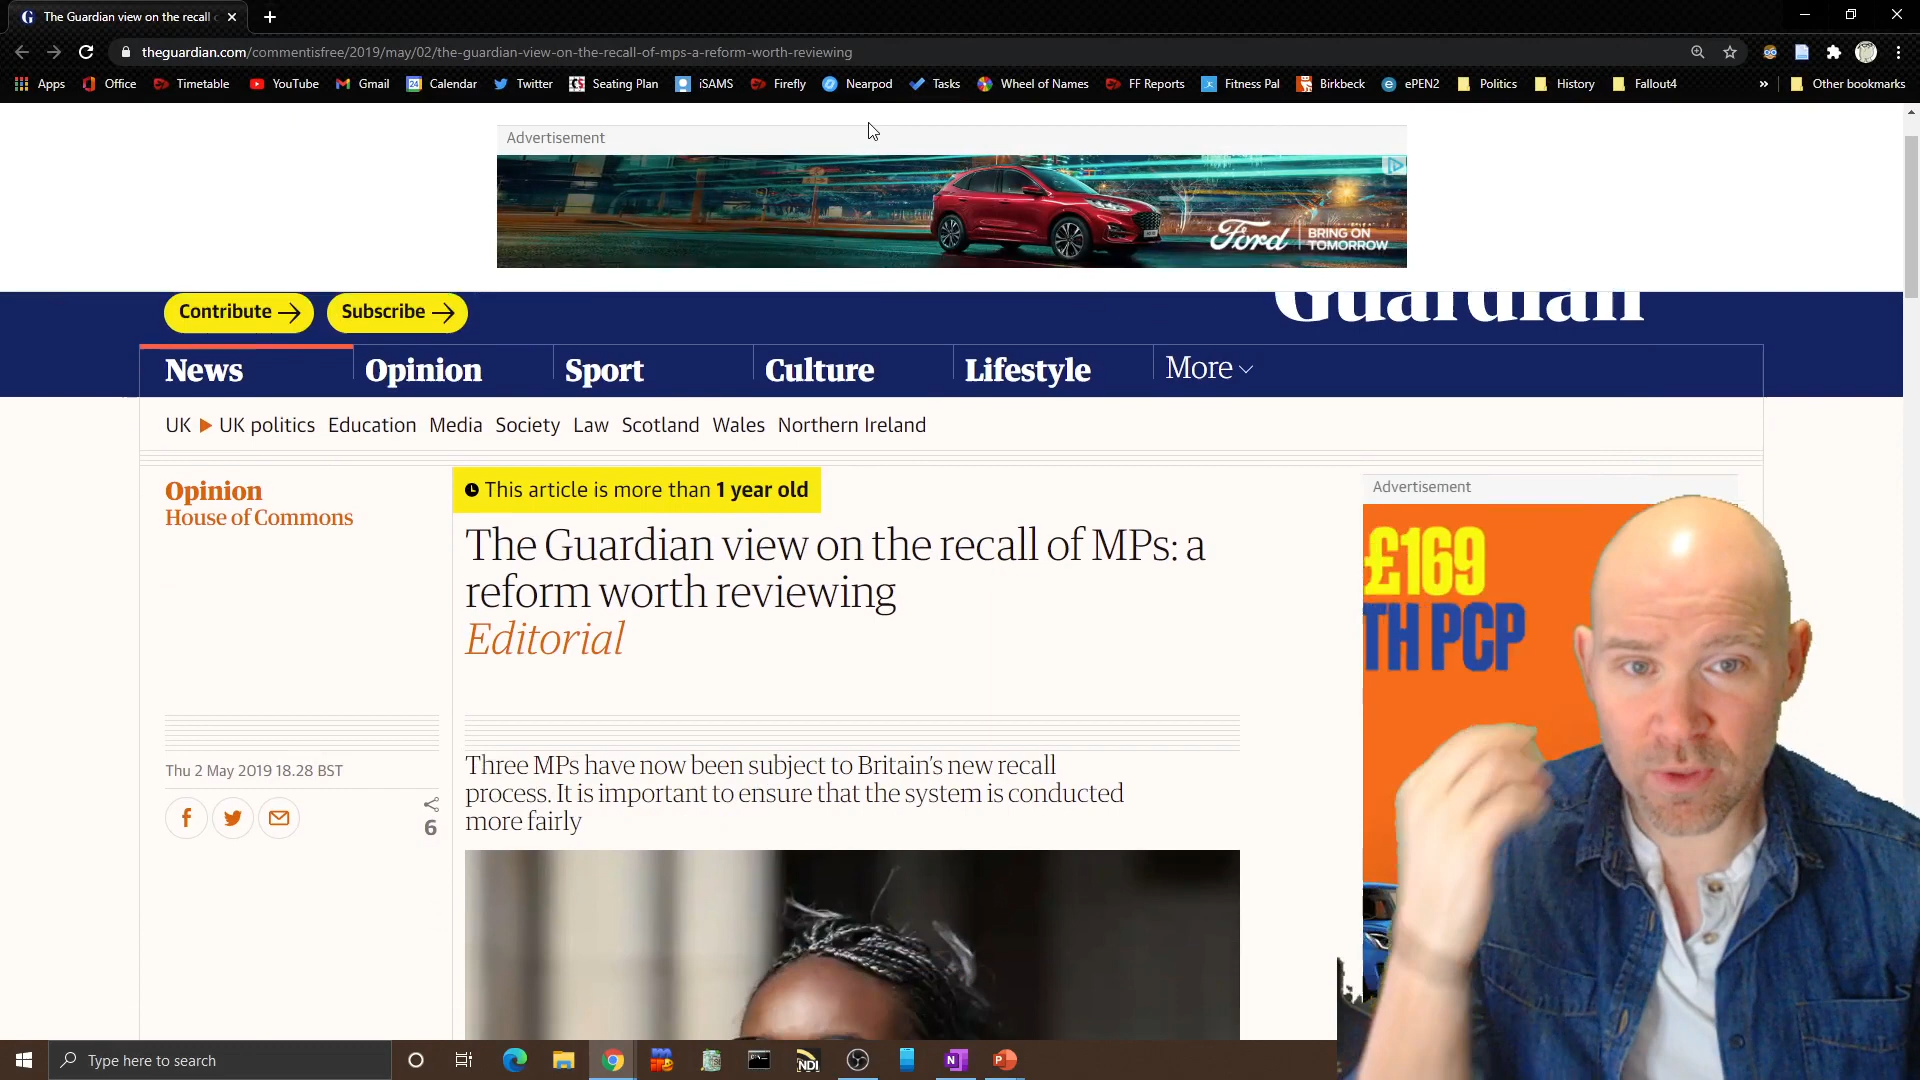 The Guardian view on the recall
theguardian.com/commentisfree/2019/may/02/the-guardian-view-on-the-recall-of-mps-a-reform-worth-reviewing
Apps Office Timetable YouTube Gmail Calendar Twitter Seating Plan iSAMS Firefly Nearpod Tasks Wheel of Names FF Reports Fitness Pal Birkbeck ePEN2 Politics History Fallout4 » Other bookmarks
Advertisement
Ford BRING ON
TOMORROW
Guardian
Contribute Subscribe
News Opinion Sport Culture Lifestyle More
UK UK politics Education Media Society Law Scotland Wales Northern Ireland
Opinion
House of Commons
This article is more than 1 year old
The Guardian view on the recall of MPs: a
reform worth reviewing
Editorial
Three MPs have now been subject to Britain's new recall
process. It is important to ensure that the system is conducted
more fairly
Thu 2 May 2019 18.28 BST
6
Advertisement
£169
TH PCP
Type here to search
NDI